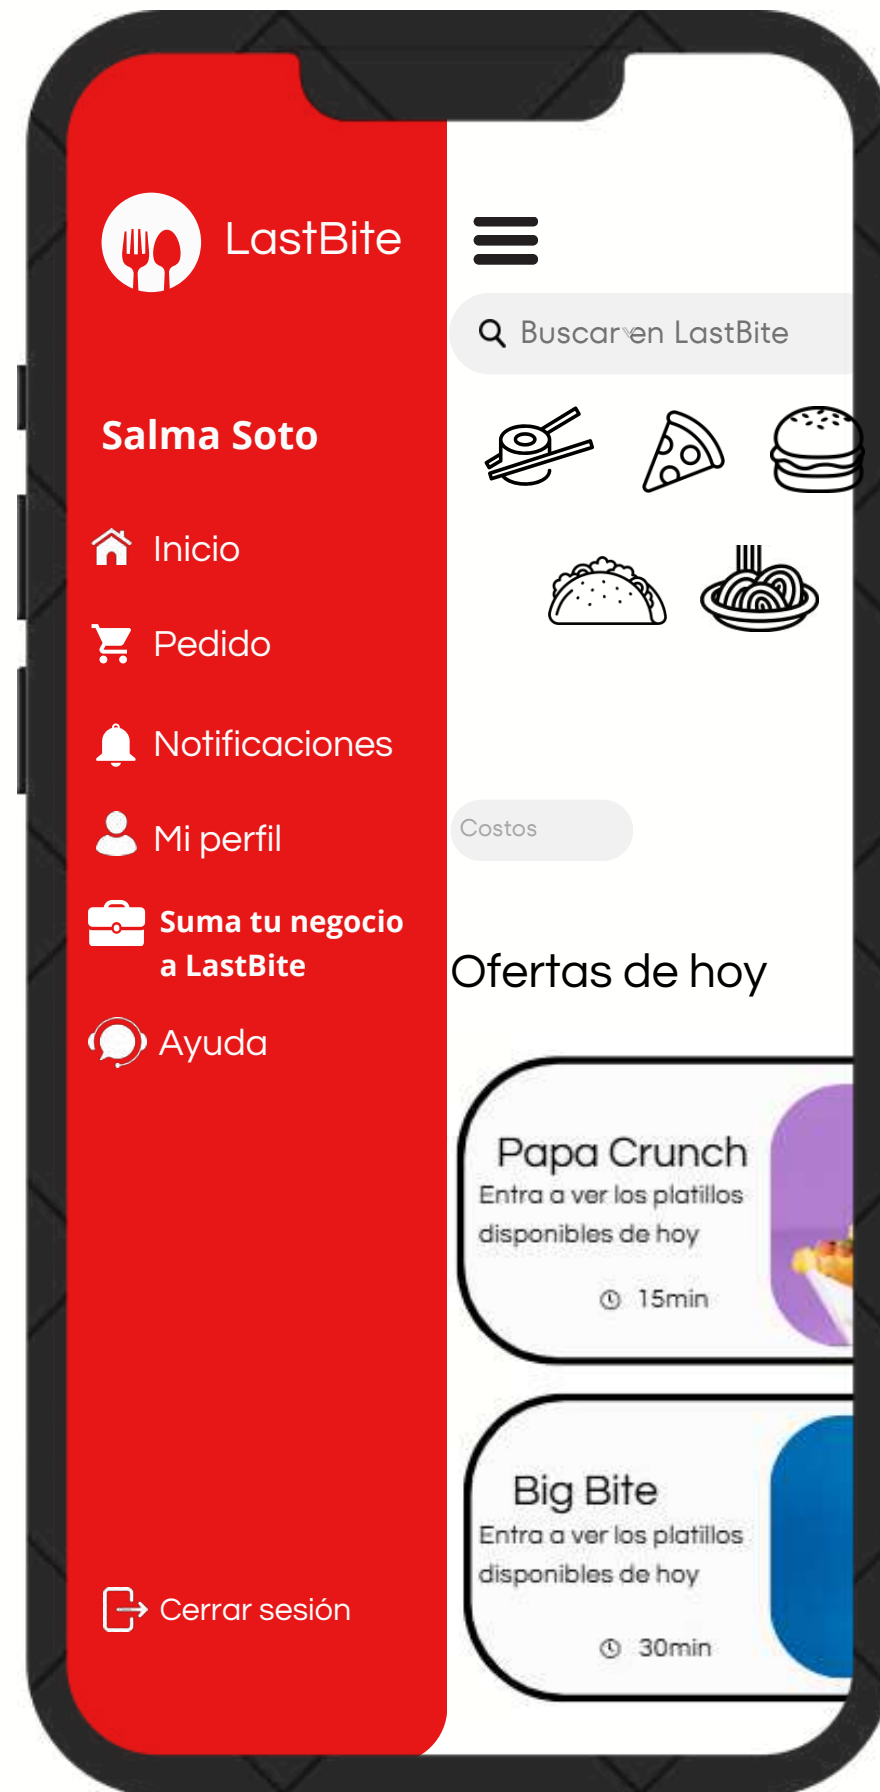 LastBite
Salma Soto
Inicio
Pedido
Notificaciones
Mi perfil
Suma tu negocio
a LastBite
Ayuda
Cerrar sesión
Buscar en LastBite
Costos
Ofertas de hoy
Papa Crunch
Entra a ver los platillos
disponibles de hoy
15min
Big Bite
Entra a ver los platillos
disponibles de hoy
30min